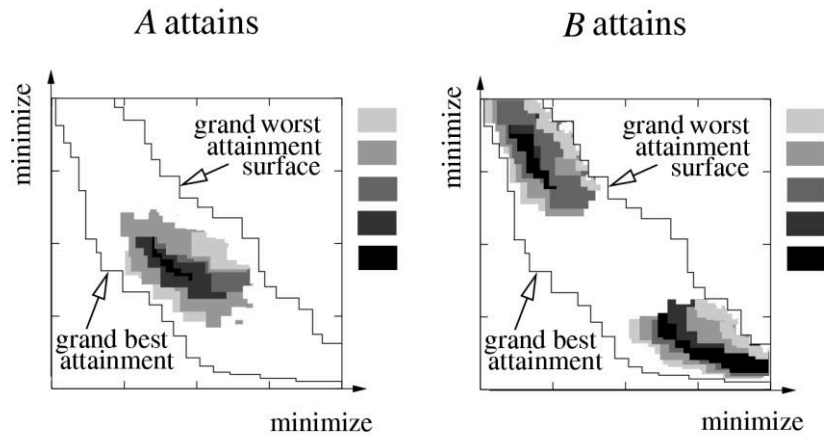 A attains
minimize
grand worst
attainment
surface
grand best
attainment
minimize
B attains
minimize
grand worst
attainment
surface
grand best
attainment
minimize